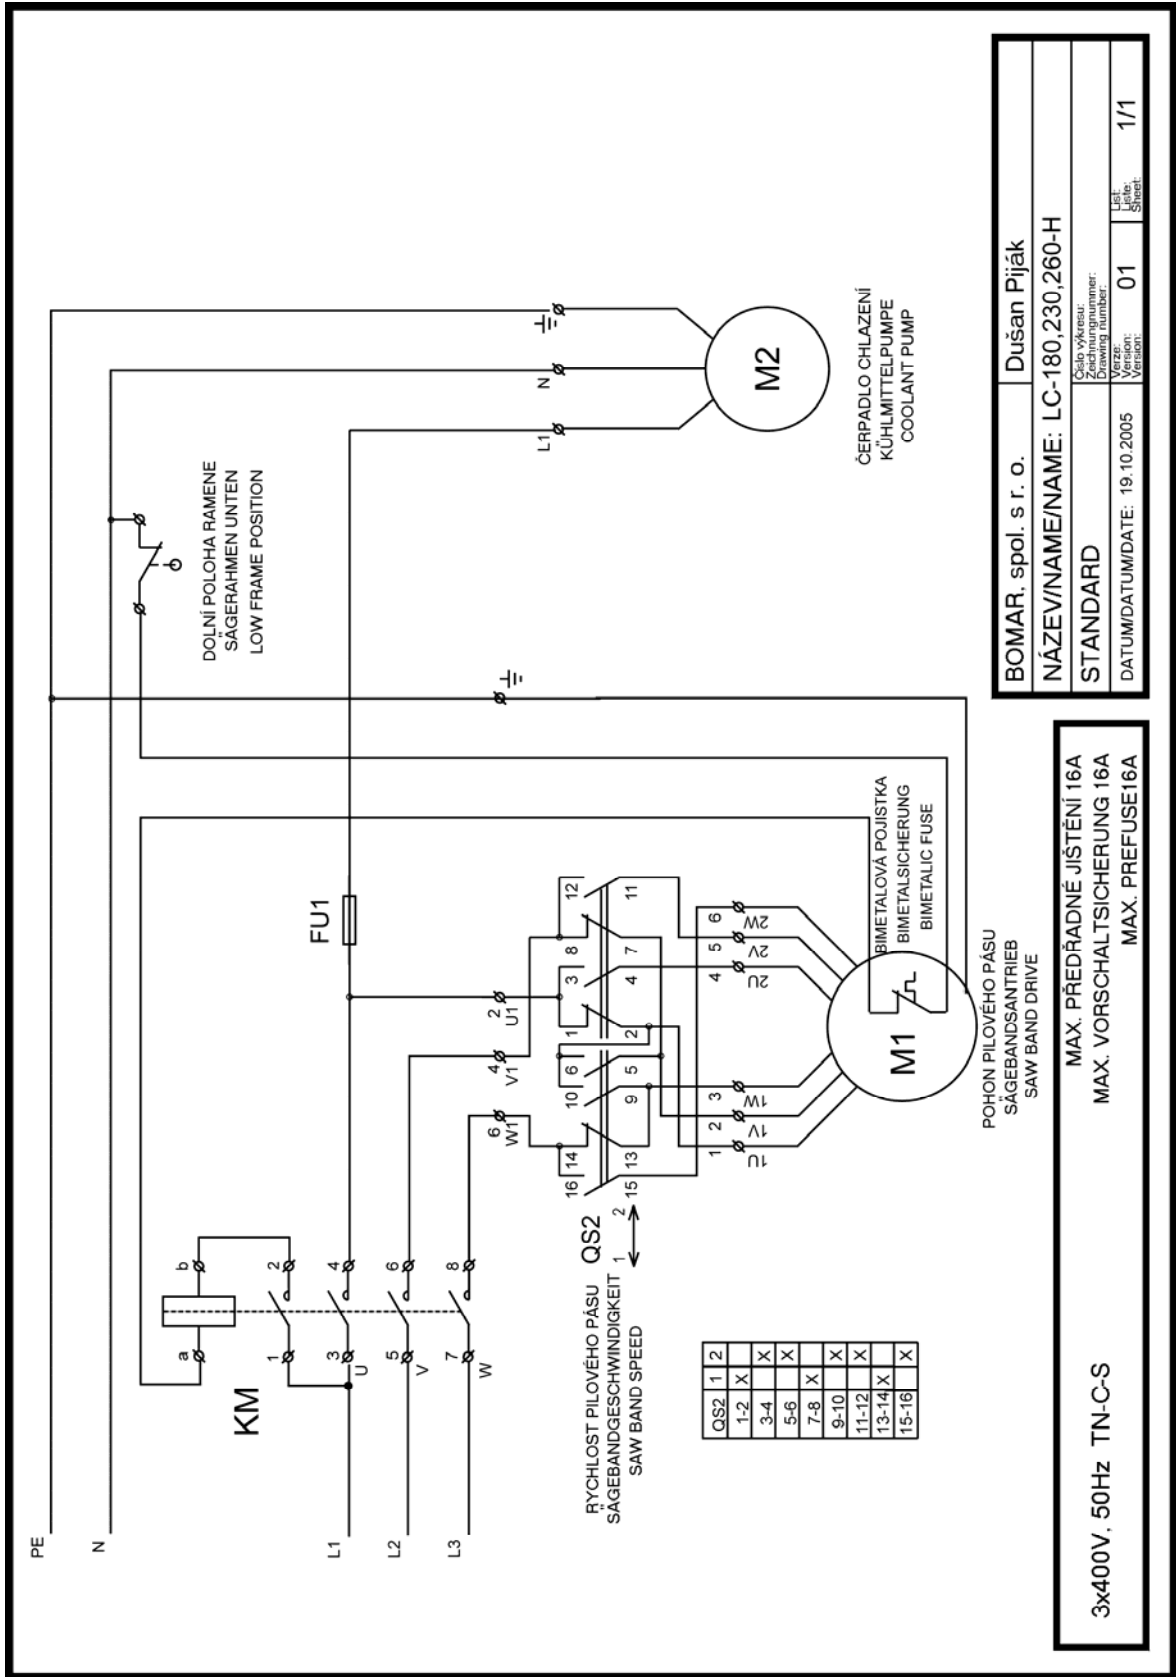 PE
N
L1
L2
L3
KM
a
b
1
2
3
4
U
5
6
V
7
8
W
FU1
DOLNÍ POLOHA RAMENE
SÄGERAHMEN UNTEN
LOW FRAME POSITION
2
U1
4
V1
6
W1
L1
N
RYCHLOST PILOVÉHO PÁSU
SÄGEBANDGESCHWINDIGKEIT
SAW BAND SPEED
QS2
1
2
16
14
10
6
1
3
8
12
15
13
9
5
2
4
7
11
1
2
3
4
5
6
1U
1V
1W
2U
2V
2W
BIMETALOVÁ POJISTKA
BIMETALSICHERUNG
BIMETALIC FUSE
M1
POHON PILOVÉHO PÁSU
SÄGEBANDSANTRIEB
SAW BAND DRIVE
M2
ČERPADLO CHLAZENÍ
KÜHLMITTELPUMPE
COOLANT PUMP
QS2 1 2
1-2 X
3-4 X
5-6 X
7-8 X
9-10 X
11-12 X
13-14 X
15-16 X
3x400V, 50Hz TN-C-S
MAX. PŘEDŘADNÉ JIŠTĚNÍ 16A
MAX. VORSCHALTSICHERUNG 16A
MAX. PREFUSE16A
BOMAR, spol. s r. o.
Dušan Piják
NÁZEV/NAME/NAME: LC-180,230,260-H
STANDARD
Číslo výkresu:
Zeichnungnummer:
Drawing number:
DATUM/DATUM/DATE: 19.10.2005
Verze:
Version:
Version:
01
List:
Liste:
Sheet:
1/1